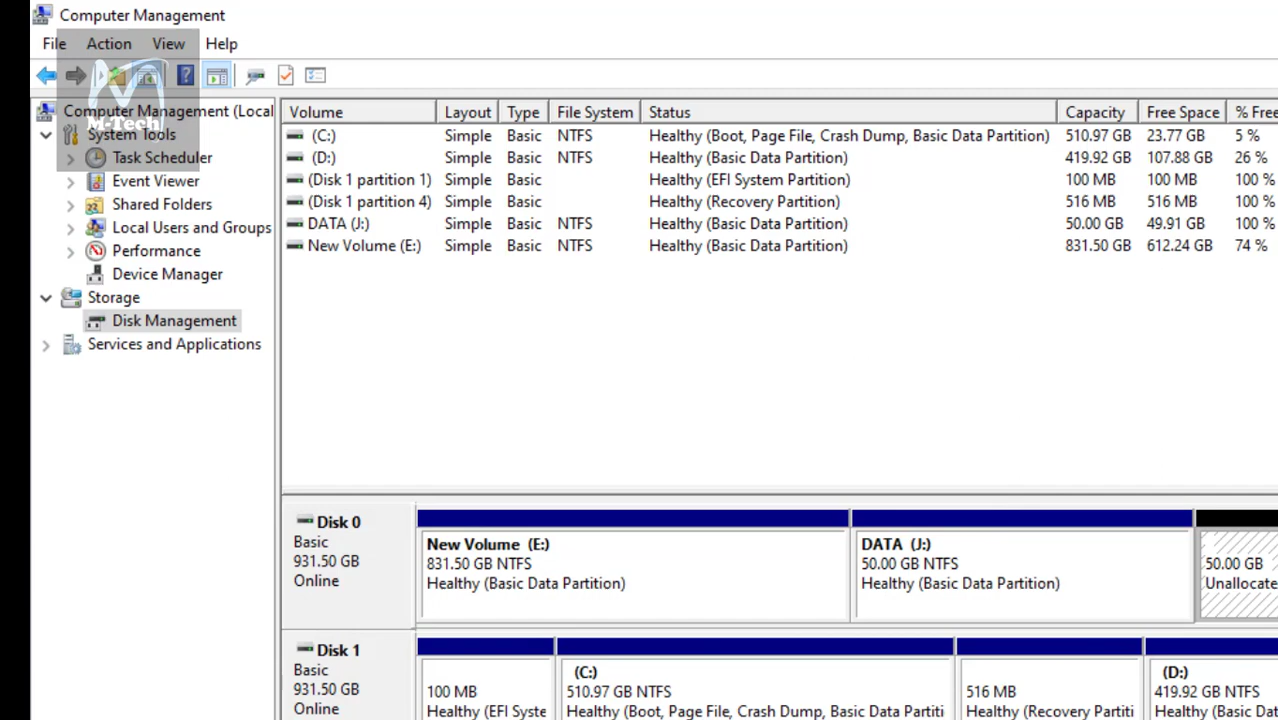 Computer Management
File Action View Help
M-Tech
Computer Management (Local
System Tools
Task Scheduler
Event Viewer
Shared Folders
Local Users and Groups
Performance
Device Manager
Storage
Disk Management
Services and Applications
Volume Layout Type File System Status Capacity Free Space % Fre
(C:) Simple Basic NTFS Healthy (Boot, Page File, Crash Dump, Basic Data Partition) 510.97 GB 23.77 GB 5 %
(D:) Simple Basic NTFS Healthy (Basic Data Partition) 419.92 GB 107.88 GB 26 %
(Disk 1 partition 1) Simple Basic Healthy (EFI System Partition) 100 MB 100 MB 100 %
(Disk 1 partition 4) Simple Basic Healthy (Recovery Partition) 516 MB 516 MB 100 %
DATA (J:) Simple Basic NTFS Healthy (Basic Data Partition) 50.00 GB 49.91 GB 100 %
New Volume (E:) Simple Basic NTFS Healthy (Basic Data Partition) 831.50 GB 612.24 GB 74 %
Disk 0
Basic
931.50 GB
Online
New Volume (E:)
831.50 GB NTFS
Healthy (Basic Data Partition)
DATA (J:)
50.00 GB NTFS
Healthy (Basic Data Partition)
50.00 GB
Unallocate
Disk 1
Basic
931.50 GB
Online
100 MB
Healthy (EFI Syste
(C:)
510.97 GB NTFS
Healthy (Boot, Page File, Crash Dump, Basic Data Partiti
516 MB
Healthy (Recovery Partiti
(D:)
419.92 GB NTFS
Healthy (Basic Dat